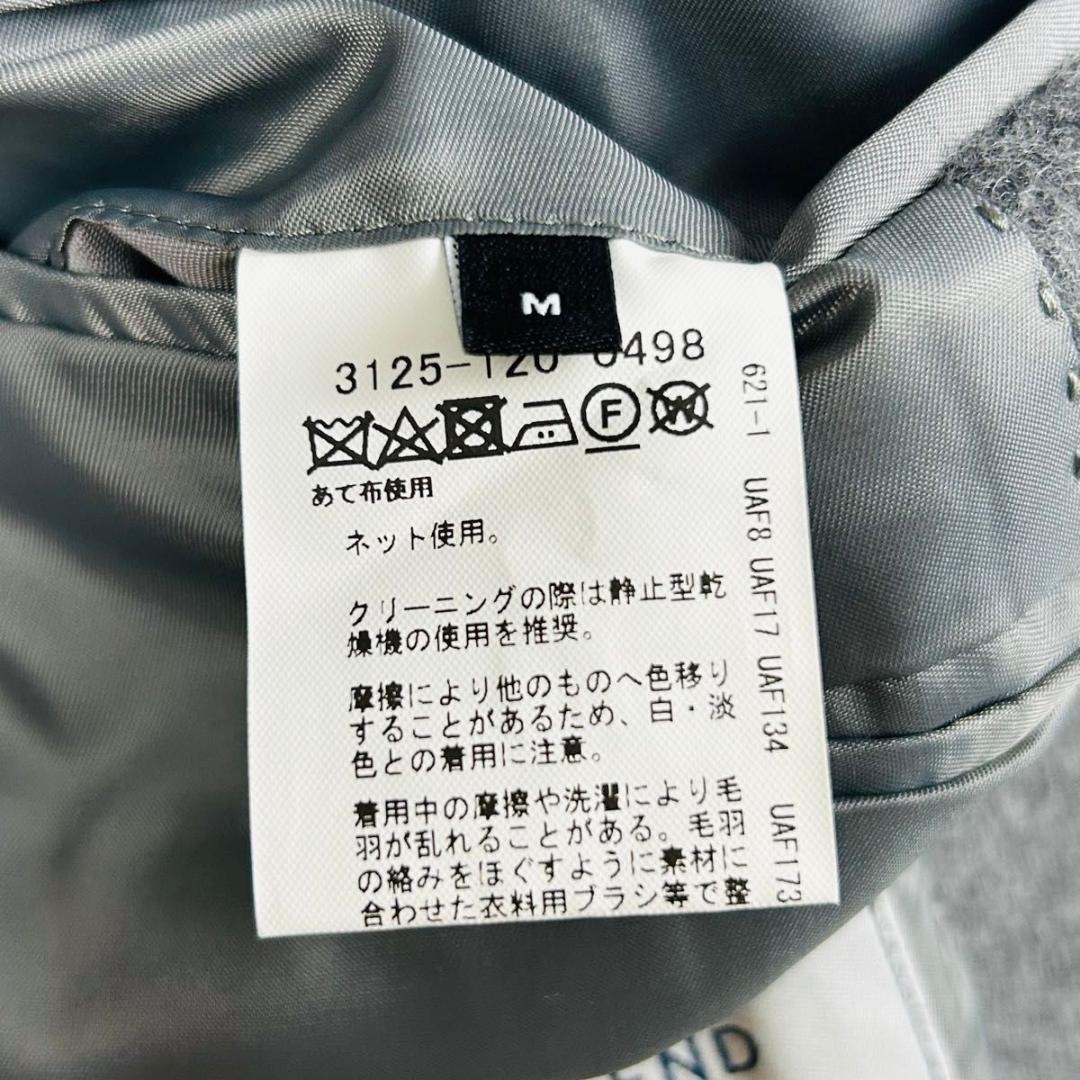 M
3125-120-0498
F
W
あて布使用
ネット使用。
クリーニングの際は静止型乾
燥機の使用を推奨。
摩擦により他のものへ色移り
することがあるため、白・淡
色との着用に注意。
着用中の摩擦や洗濯により毛
羽が乱れることがある。毛羽
の絡みをほぐすように素材に
合わせた衣料用ブラシ等で整
621-1 UAF8 UAF17 UAF134 UAF173
END